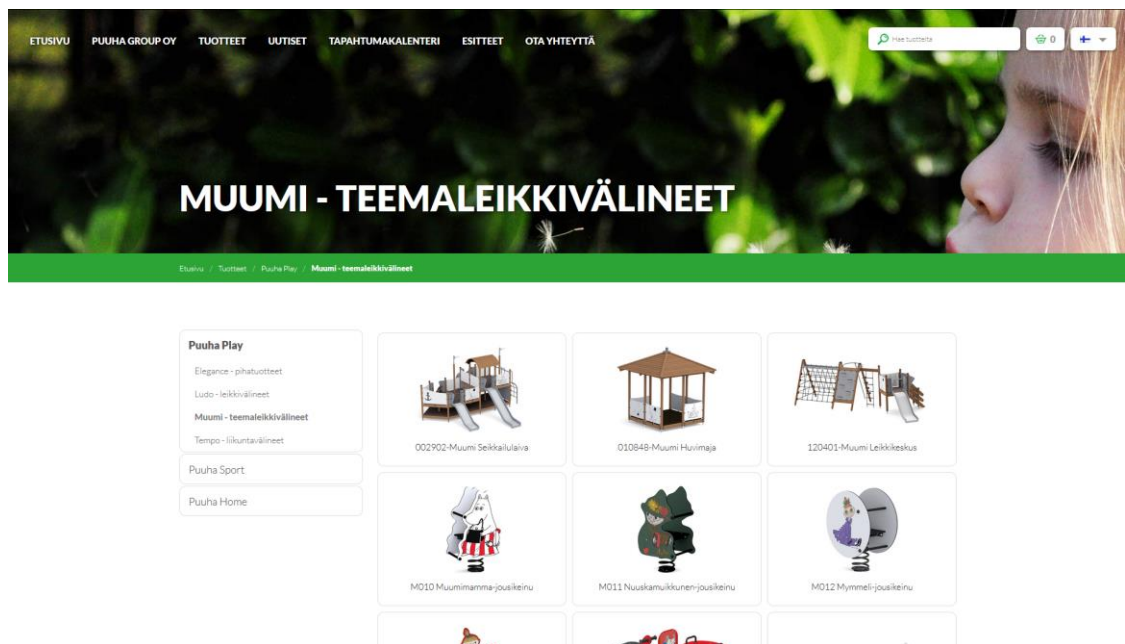 ETUSIVU PUUHA GROUP OY TUOTTEET UUTISET TAPAHTUMAKALENTERI ESITTEET OTA YHTEYTTÄ Hae tuotteita 0
MUUMI - TEEMALEIKKIVÄLINEET
Etusivu / Tuotteet / Puuha Play / Muumi - teemaleikkivälineet
Puuha Play
Elegance - pihatuotteet
Ludo - leikkivälineet
Muumi - teemaleikkivälineet
Tempo - liikuntavälineet
Puuha Sport
Puuha Home
002902-Muumi Seikkailulaiva
010848-Muumi Huvimaja
120401-Muumi Leikkikeskus
M010 Muumimamma-jousikeinu
M011 Nuuskamuikkunen-jousikeinu
M012 Mymmeli-jousikeinu